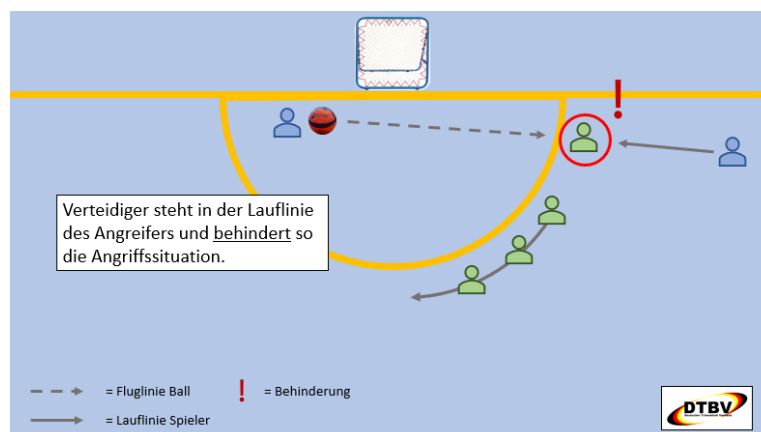 Verteidiger steht in der Lauflinie
des Angreifers und behindert so
die Angriffssituation.
= Fluglinie Ball
= Behinderung
= Lauflinie Spieler
DTBV